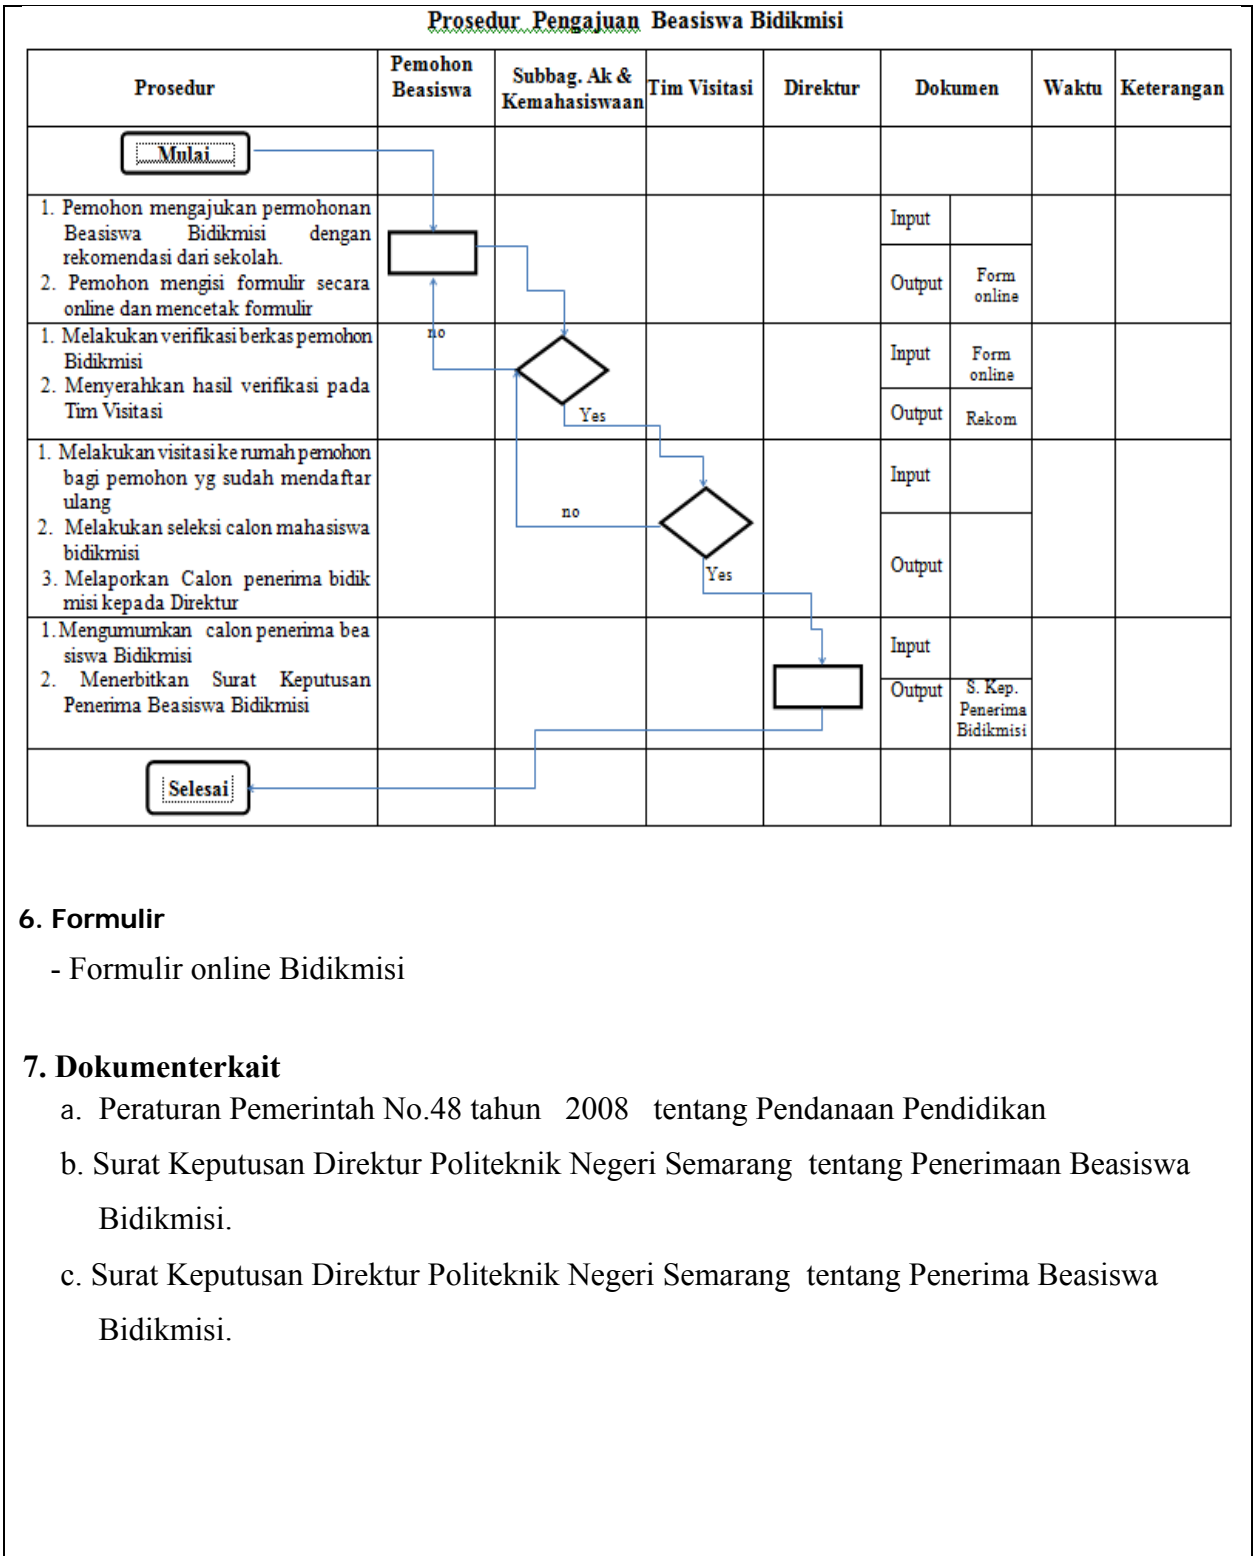 Prosedur Pengajuan Beasiswa Bidikmisi
Prosedur
Pemohon
Beasiswa
Subbag. Ak &
Kemahasiswaan
Tim Visitasi
Direktur
Dokumen
Waktu
Keterangan
Mulai
1. Pemohon mengajukan permohonan
Beasiswa Bidikmisi dengan
rekomendasi dari sekolah.
2. Pemohon mengisi formulir secara
online dan mencetak formulir
Input
Output
Form
online
1. Melakukan verifikasi berkas pemohon
Bidikmisi
2. Menyerahkan hasil verifikasi pada
Tim Visitasi
no
Yes
Input
Form
online
Output
Rekom
1. Melakukan visitasi ke rumah pemohon
bagi pemohon yg sudah mendaftar
ulang
2. Melakukan seleksi calon mahasiswa
bidikmisi
3. Melaporkan Calon penerima bidik
misi kepada Direktur
no
Yes
Input
Output
1. Mengumumkan calon penerima bea
siswa Bidikmisi
2. Menerbitkan Surat Keputusan
Penerima Beasiswa Bidikmisi
Input
Output
S. Kep.
Penerima
Bidikmisi
Selesai
6. Formulir
- Formulir online Bidikmisi
7. Dokumenterkait
a. Peraturan Pemerintah No.48 tahun 2008 tentang Pendanaan Pendidikan
b. Surat Keputusan Direktur Politeknik Negeri Semarang tentang Penerimaan Beasiswa
Bidikmisi.
c. Surat Keputusan Direktur Politeknik Negeri Semarang tentang Penerima Beasiswa
Bidikmisi.